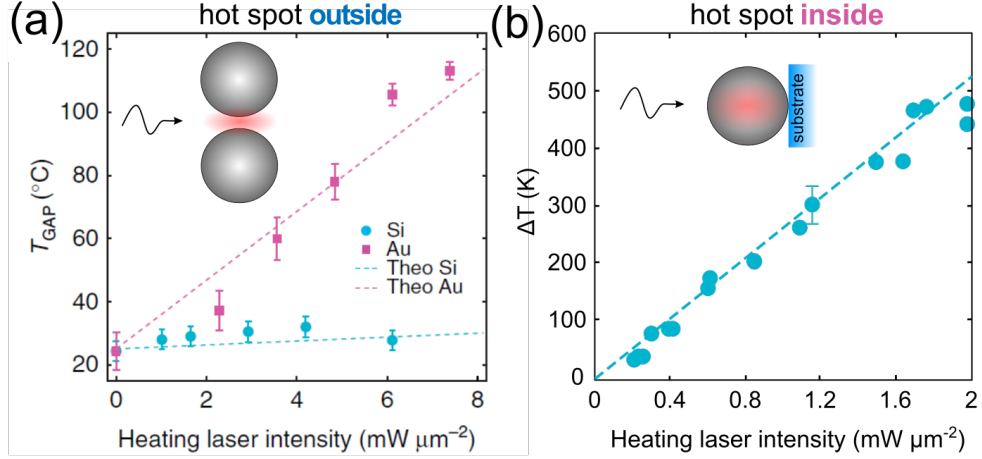 (a)
hot spot outside
120
100
80
60
40
20
T_GAP (°C)
Si
Au
Theo Si
Theo Au
0 2 4 6 8
Heating laser intensity (mW μm⁻²)
(b)
hot spot inside
600
500
400
300
200
100
0
ΔT (K)
substrate
0 0.4 0.8 1.2 1.6 2
Heating laser intensity (mW μm⁻²)